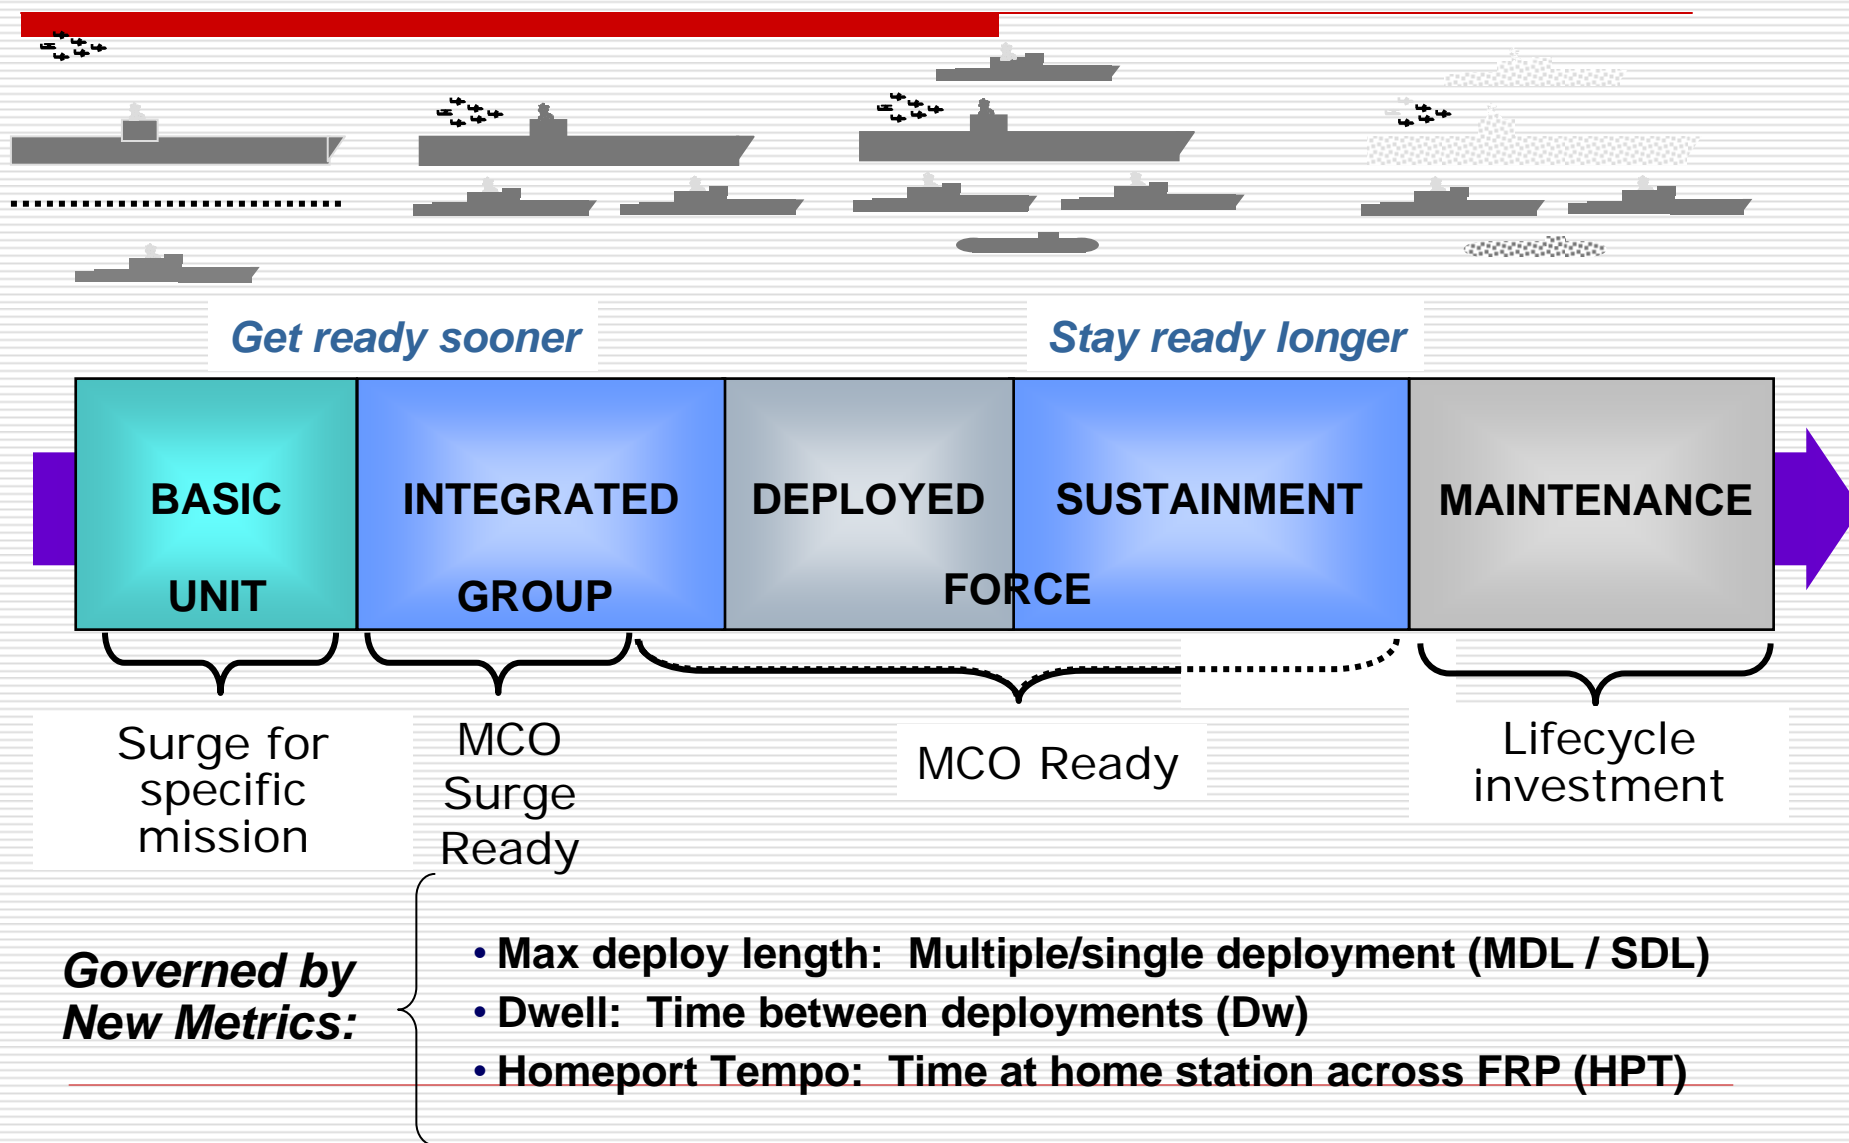 Get ready sooner
Stay ready longer
BASIC
INTEGRATED
DEPLOYED
SUSTAINMENT
MAINTENANCE
UNIT
GROUP
FORCE
Surge for
specific
mission
MCO
Surge
Ready
MCO Ready
Lifecycle
investment
Governed by
New Metrics:
• Max deploy length: Multiple/single deployment (MDL / SDL)
• Dwell: Time between deployments (Dw)
• Homeport Tempo: Time at home station across FRP (HPT)